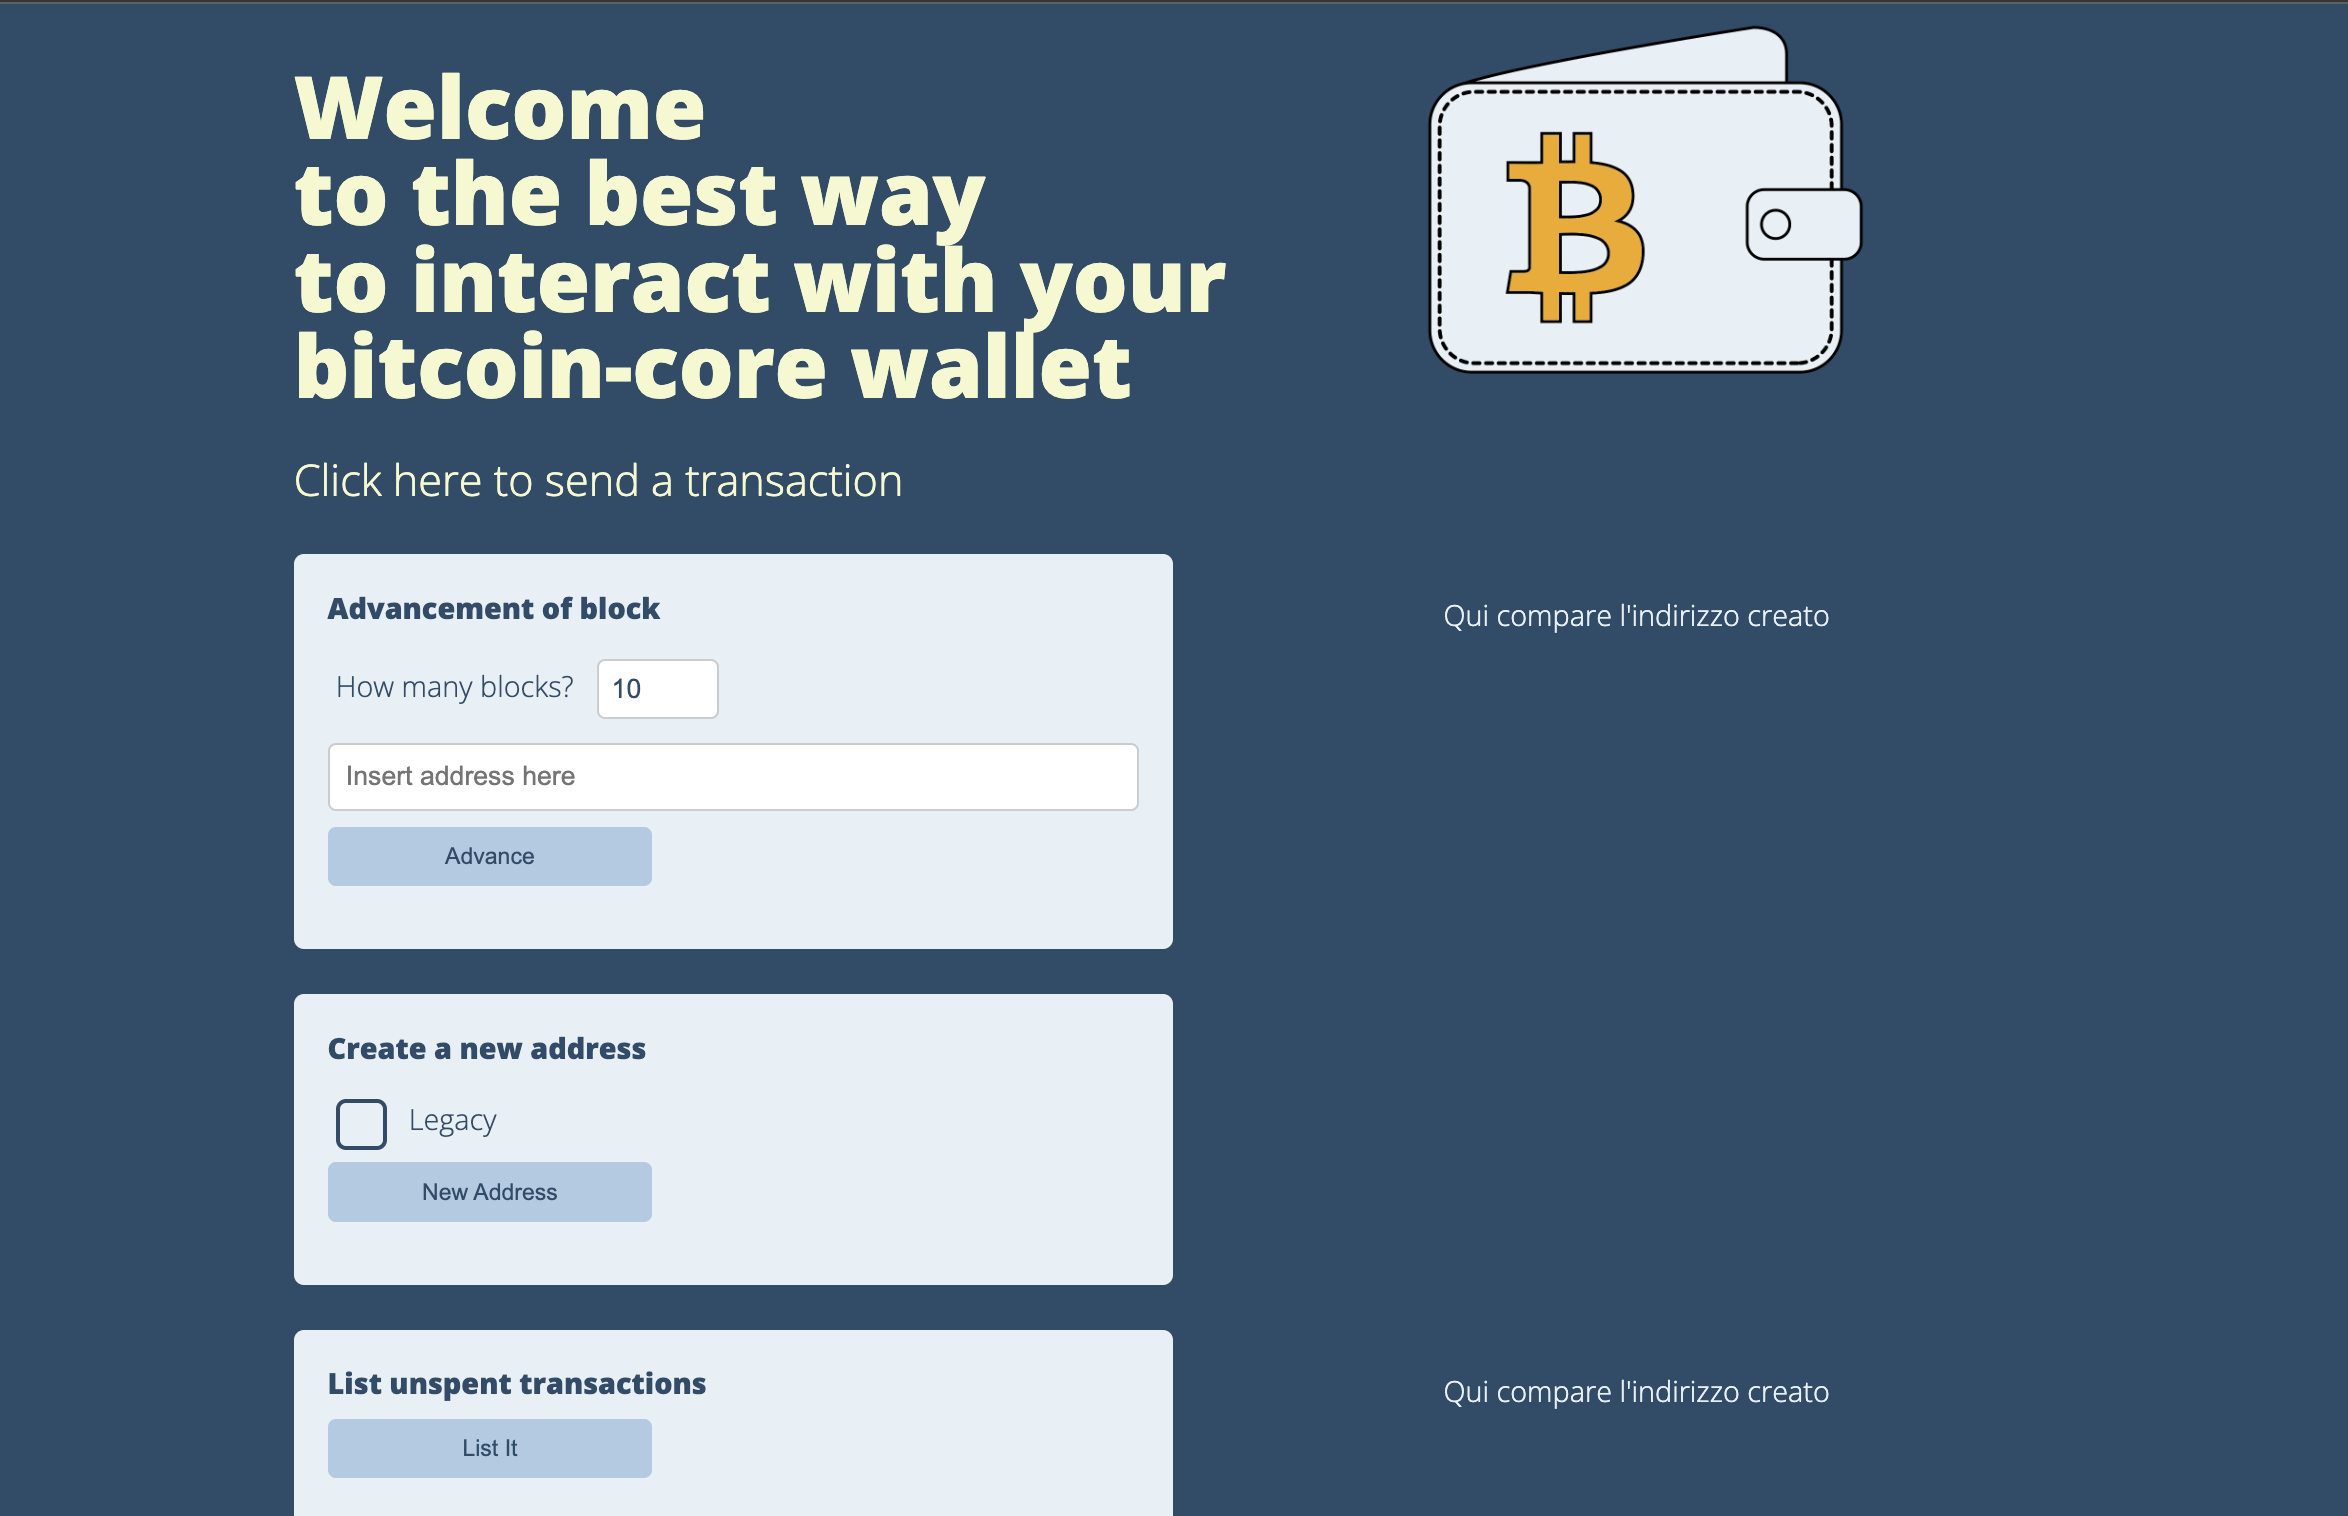 Welcome
to the best way
to interact with your
bitcoin-core wallet
Click here to send a transaction
Advancement of block
How many blocks? 10
Insert address here
Advance
Qui compare l'indirizzo creato
Create a new address
Legacy
New Address
List unspent transactions
List It
Qui compare l'indirizzo creato